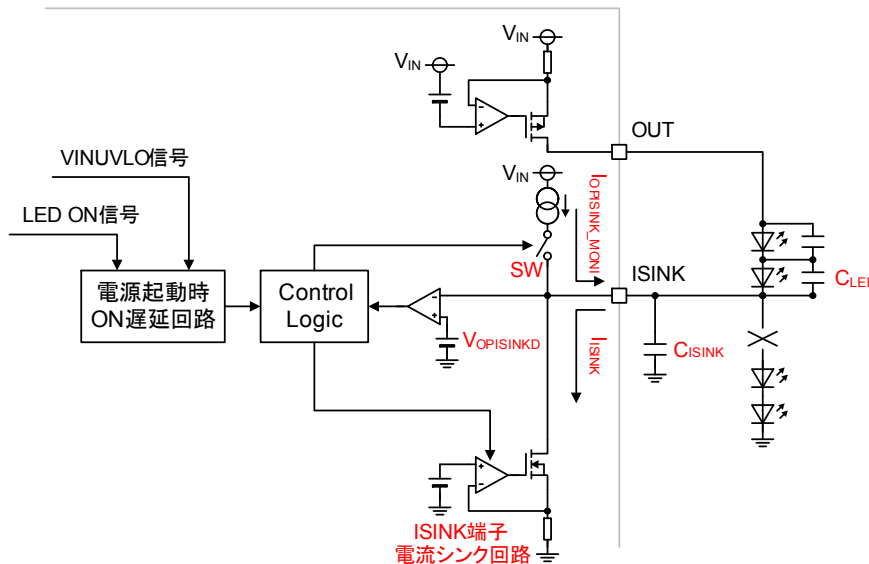 VIN
VIN
OUT
VINUVLO信号
VIN
IOPISINK_MONI
LED ON信号
SW
ISINK
電源起動時
ON遅延回路
Control
Logic
CLED
VOPISINKD
IISINK
CISINK
ISINK端子
電流シンク回路